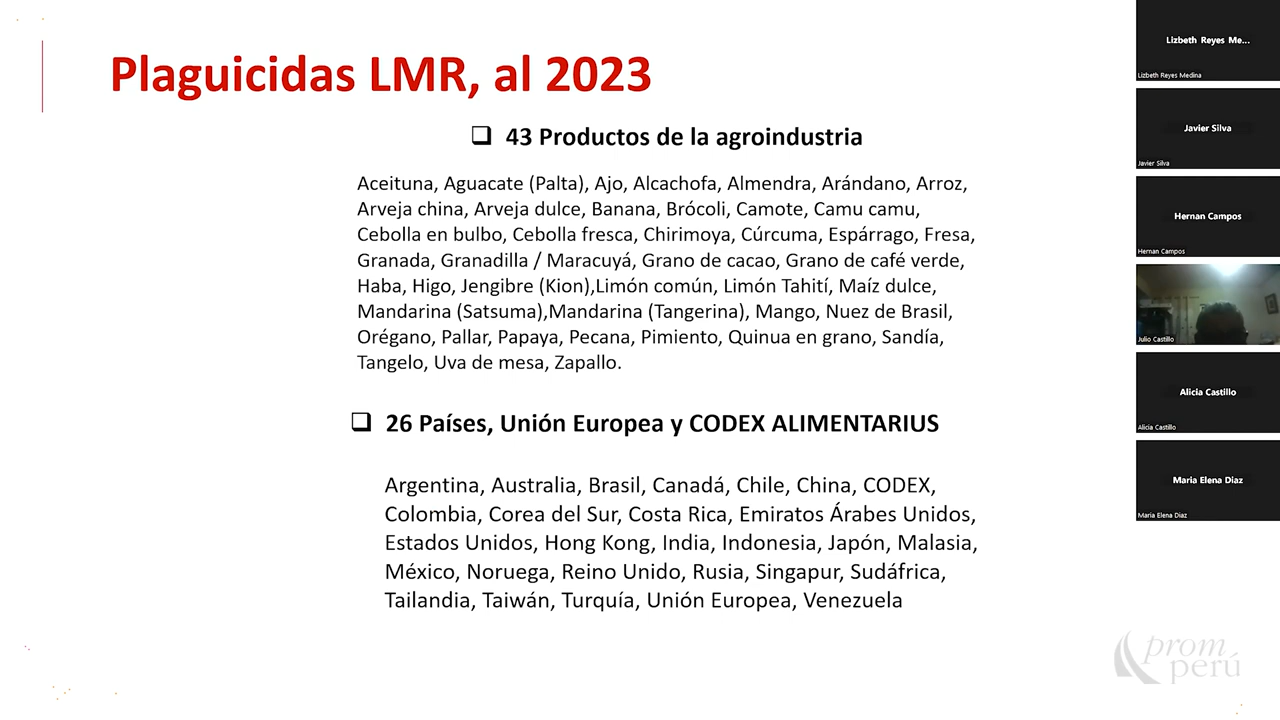 Plaguicidas LMR, al 2023
43 Productos de la agroindustria
Aceituna, Aguacate (Palta), Ajo, Alcachofa, Almendra, Arándano, Arroz,
Arveja china, Arveja dulce, Banana, Brócoli, Camote, Camu camu,
Cebolla en bulbo, Cebolla fresca, Chirimoya, Cúrcuma, Espárrago, Fresa,
Granada, Granadilla / Maracuyá, Grano de cacao, Grano de café verde,
Haba, Higo, Jengibre (Kion),Limón común, Limón Tahití, Maíz dulce,
Mandarina (Satsuma),Mandarina (Tangerina), Mango, Nuez de Brasil,
Orégano, Pallar, Papaya, Pecana, Pimiento, Quinua en grano, Sandía,
Tangelo, Uva de mesa, Zapallo.
26 Países, Unión Europea y CODEX ALIMENTARIUS
Argentina, Australia, Brasil, Canadá, Chile, China, CODEX,
Colombia, Corea del Sur, Costa Rica, Emiratos Árabes Unidos,
Estados Unidos, Hong Kong, India, Indonesia, Japón, Malasia,
México, Noruega, Reino Unido, Rusia, Singapur, Sudáfrica,
Tailandia, Taiwán, Turquía, Unión Europea, Venezuela
prom
perú
Lizbeth Reyes Me...
Lizbeth Reyes Medina
Javier Silva
Javier Silva
Hernan Campos
Hernan Campos
Julio Castillo
Alicia Castillo
Alicia Castillo
Maria Elena Diaz
Maria Elena Diaz